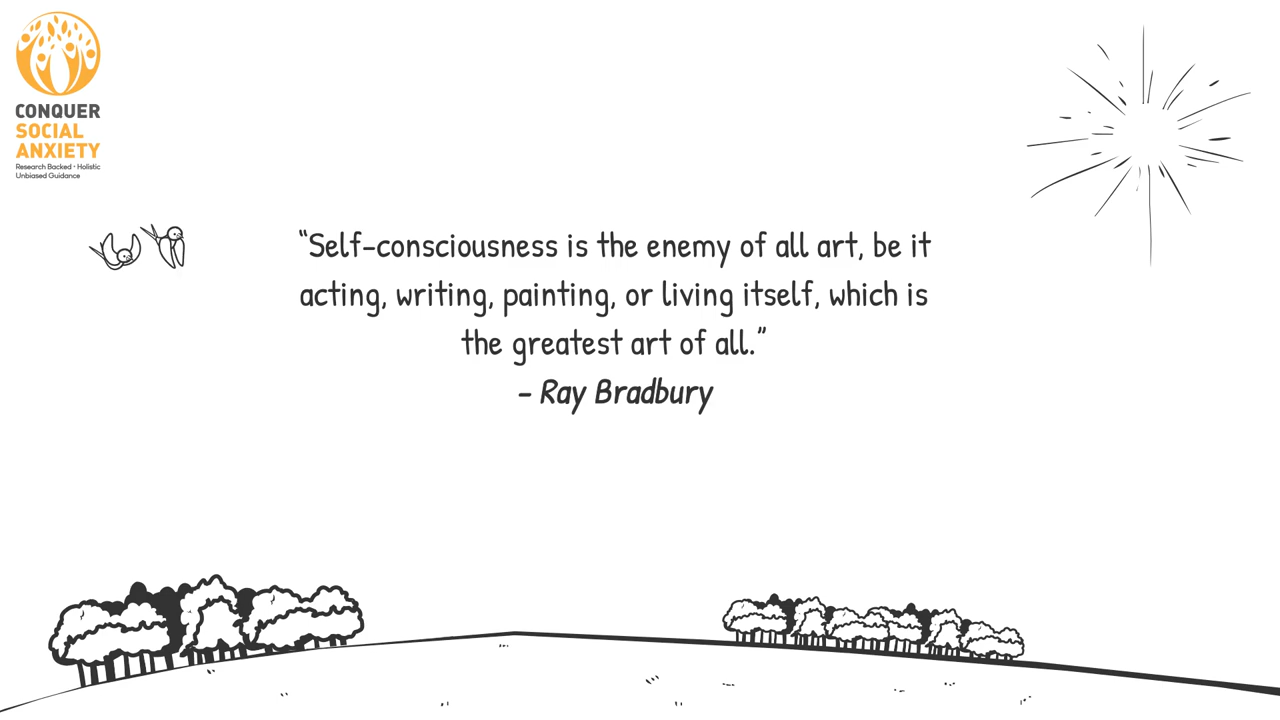 CONQUER
SOCIAL
ANXIETY
Research Backed • Holistic
Unbiased Guidance
“Self-consciousness is the enemy of all art, be it
acting, writing, painting, or living itself, which is
the greatest art of all.”
- Ray Bradbury